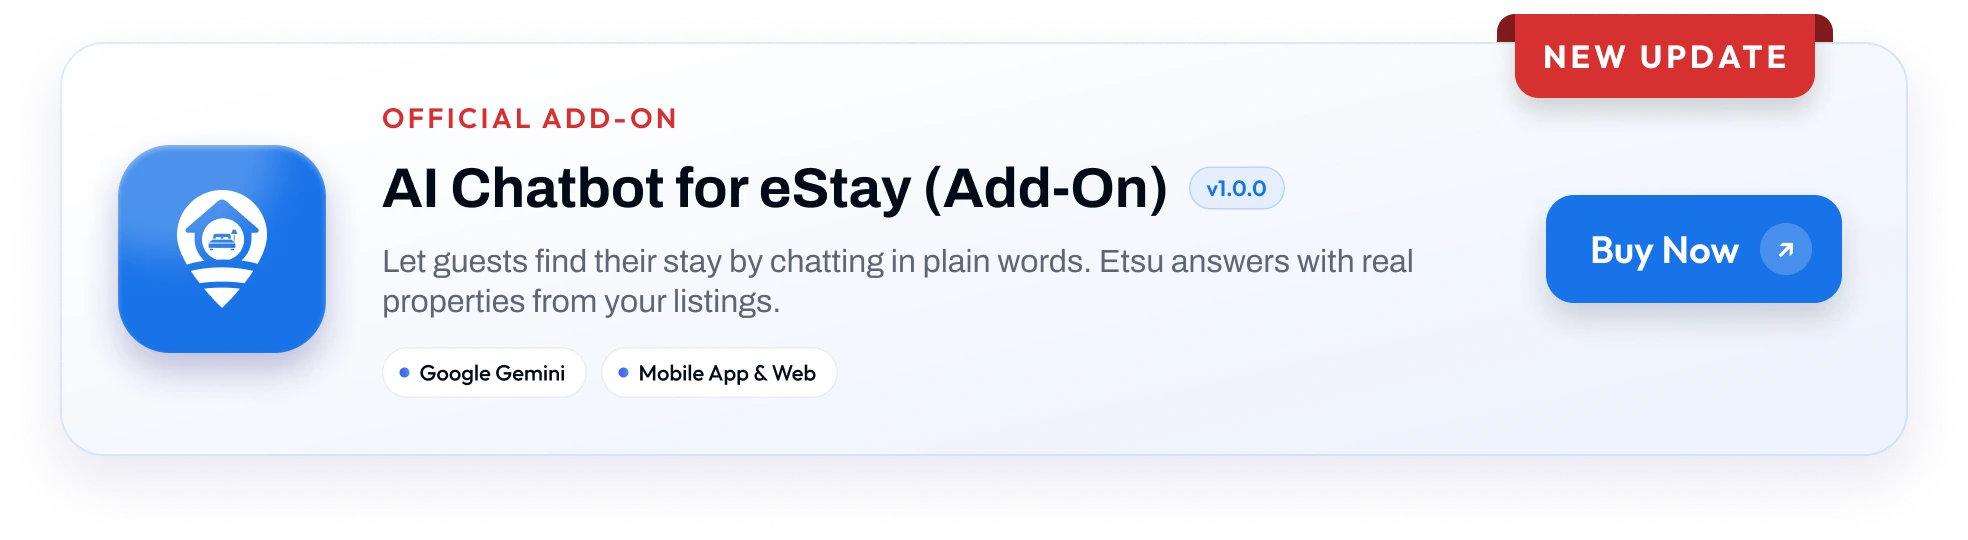 NEW UPDATE
OFFICIAL ADD-ON
AI Chatbot for eStay (Add-On) v1.0.0
Let guests find their stay by chatting in plain words. Etsu answers with real
properties from your listings.
Buy Now
Google Gemini
Mobile App & Web